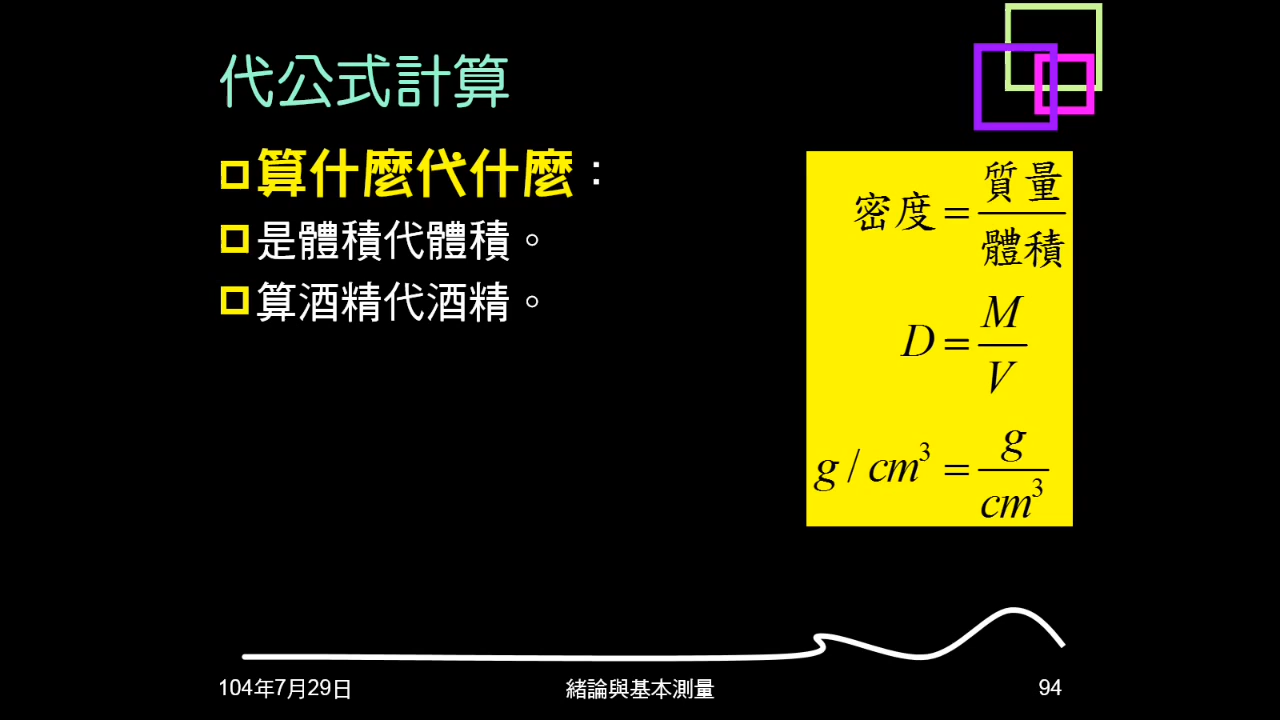 代公式計算
算什麼代什麼：
是體積代體積。
算酒精代酒精。
密度 = 質量 / 體積
D = M / V
g / cm³ = g / cm³
104年7月29日
緒論與基本測量
94